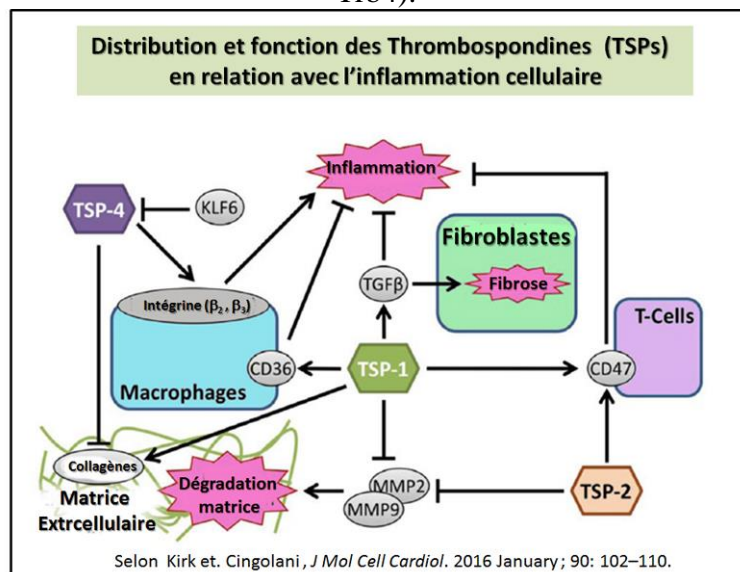 1184).
Distribution et fonction des Thrombospondines (TSPs)
en relation avec l’inflammation cellulaire
Inflammation
TSP-4
KLF6
Fibroblastes
Intégrine (β2, β3)
TGFβ
Fibrose
T-Cells
CD36
TSP-1
CD47
Macrophages
Collagènes
Matrice
Extrcellulaire
Dégradation
matrice
MMP2
MMP9
TSP-2
Selon Kirk et. Cingolani, J Mol Cell Cardiol. 2016 January; 90: 102–110.